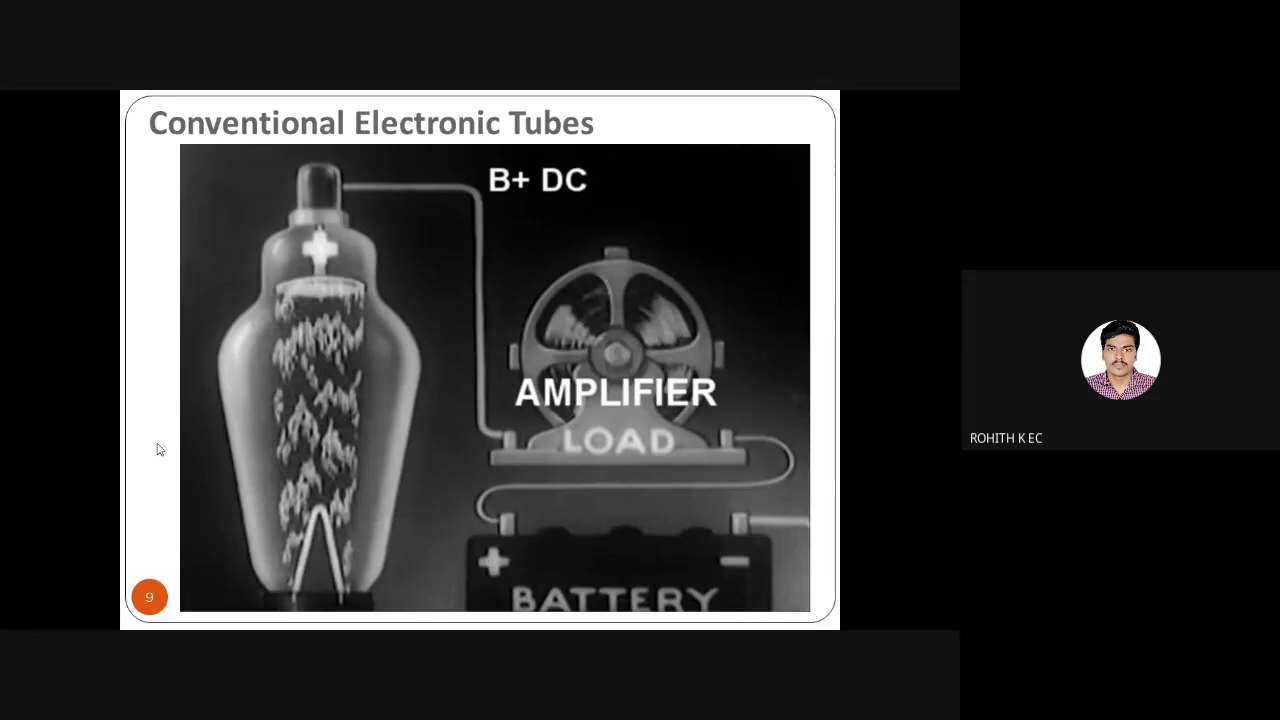 Conventional Electronic Tubes
B+ DC
AMPLIFIER
LOAD
BATTERY
9
ROHITH K EC